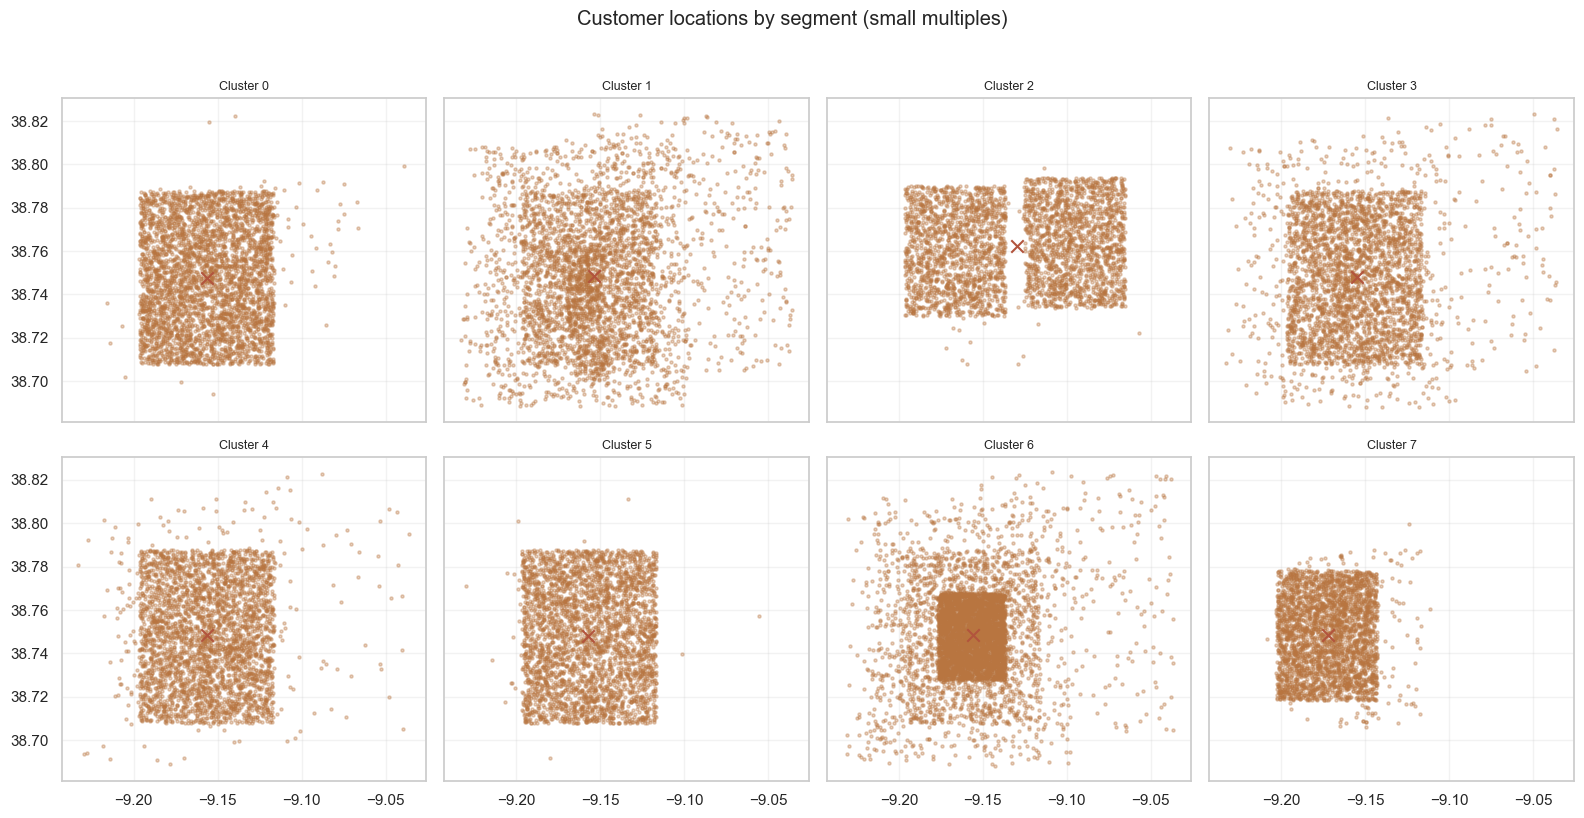 Customer locations by segment (small multiples)
Cluster 0
Cluster 1
Cluster 2
Cluster 3
38.82
38.80
38.78
38.76
38.74
38.72
38.70
Cluster 4
Cluster 5
Cluster 6
Cluster 7
38.82
38.80
38.78
38.76
38.74
38.72
38.70
−9.20 −9.15 −9.10 −9.05
−9.20 −9.15 −9.10 −9.05
−9.20 −9.15 −9.10 −9.05
−9.20 −9.15 −9.10 −9.05